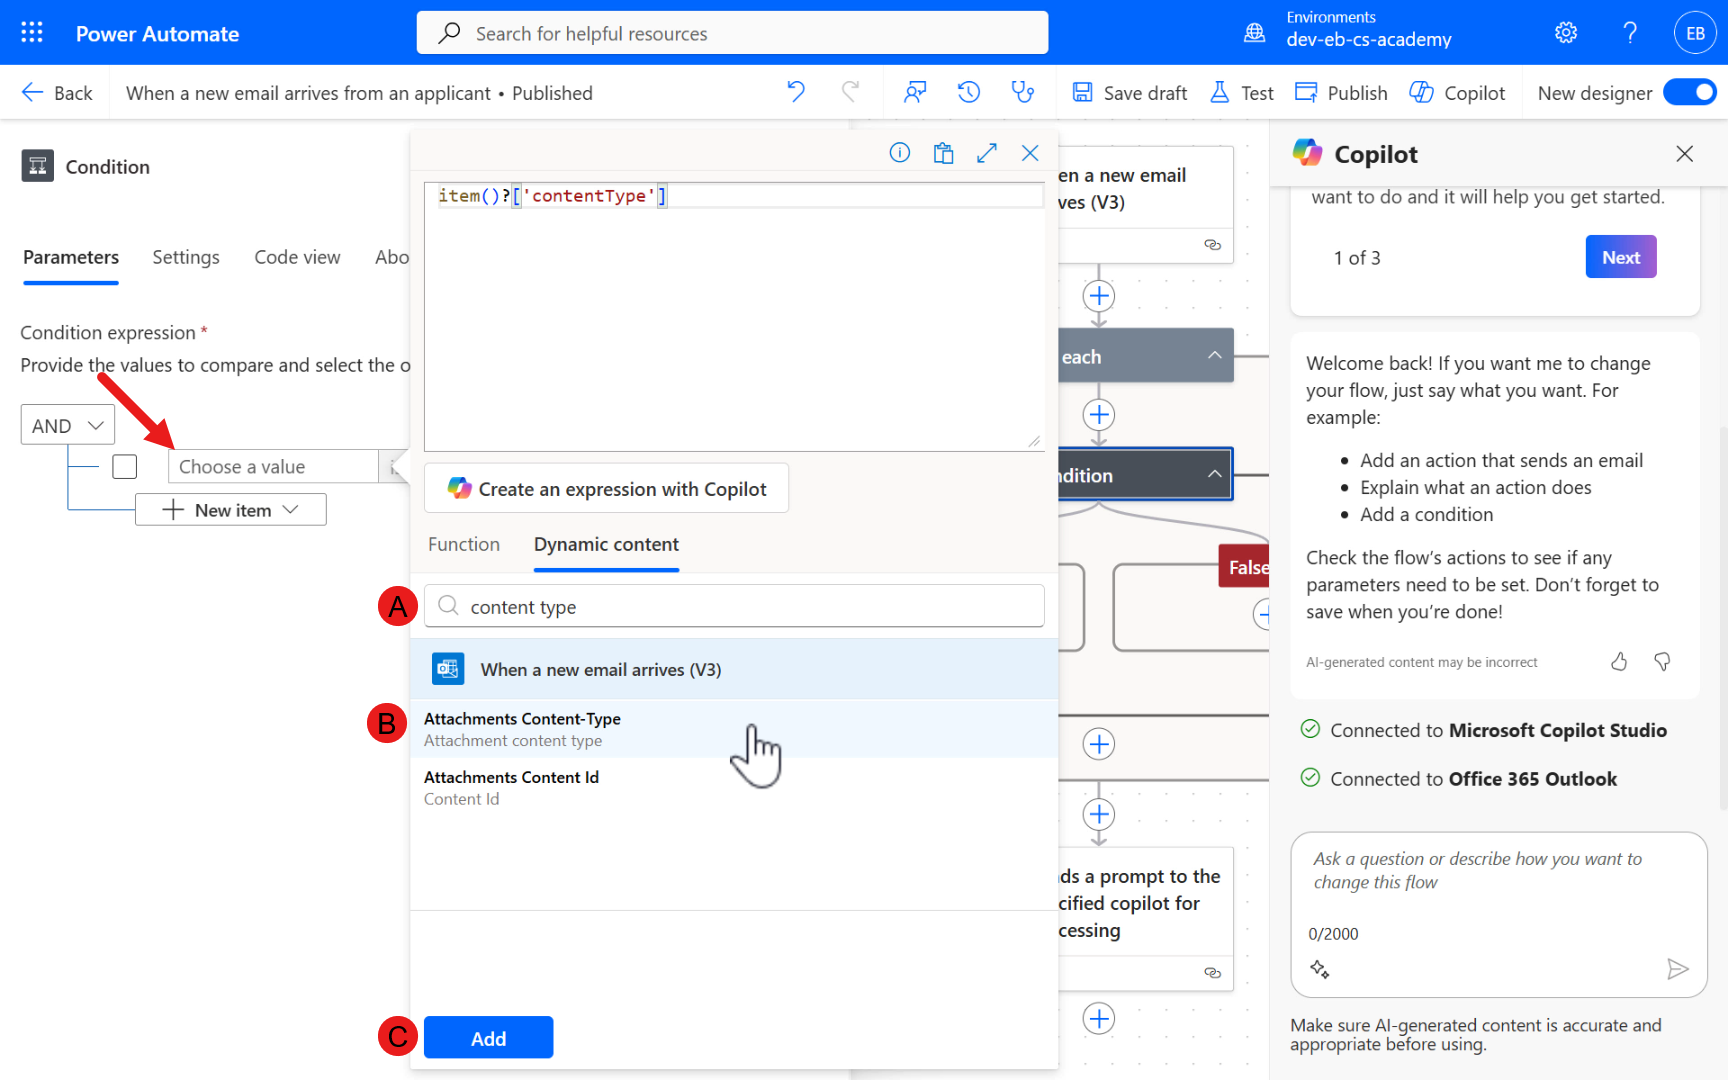 Power Automate
Search for helpful resources
Environments
dev-eb-cs-academy
EB
Back
When a new email arrives from an applicant • Published
Save draft
Test
Publish
Copilot
New designer
Condition
Parameters
Settings
Code view
Abo
Condition expression *
Provide the values to compare and select the o
AND
Choose a value
New item
item()?['contentType']
Create an expression with Copilot
Function
Dynamic content
A
content type
When a new email arrives (V3)
B
Attachments Content-Type
Attachment content type
Attachments Content Id
Content Id
C
Add
en a new email
ves (V3)
each
ndition
False
ds a prompt to the
cified copilot for
cessing
Copilot
want to do and it will help you get started.
1 of 3
Next
Welcome back! If you want me to change
your flow, just say what you want. For
example:
• Add an action that sends an email
• Explain what an action does
• Add a condition
Check the flow’s actions to see if any
parameters need to be set. Don’t forget to
save when you’re done!
AI-generated content may be incorrect
Connected to Microsoft Copilot Studio
Connected to Office 365 Outlook
Ask a question or describe how you want to
change this flow
0/2000
Make sure AI-generated content is accurate and
appropriate before using.